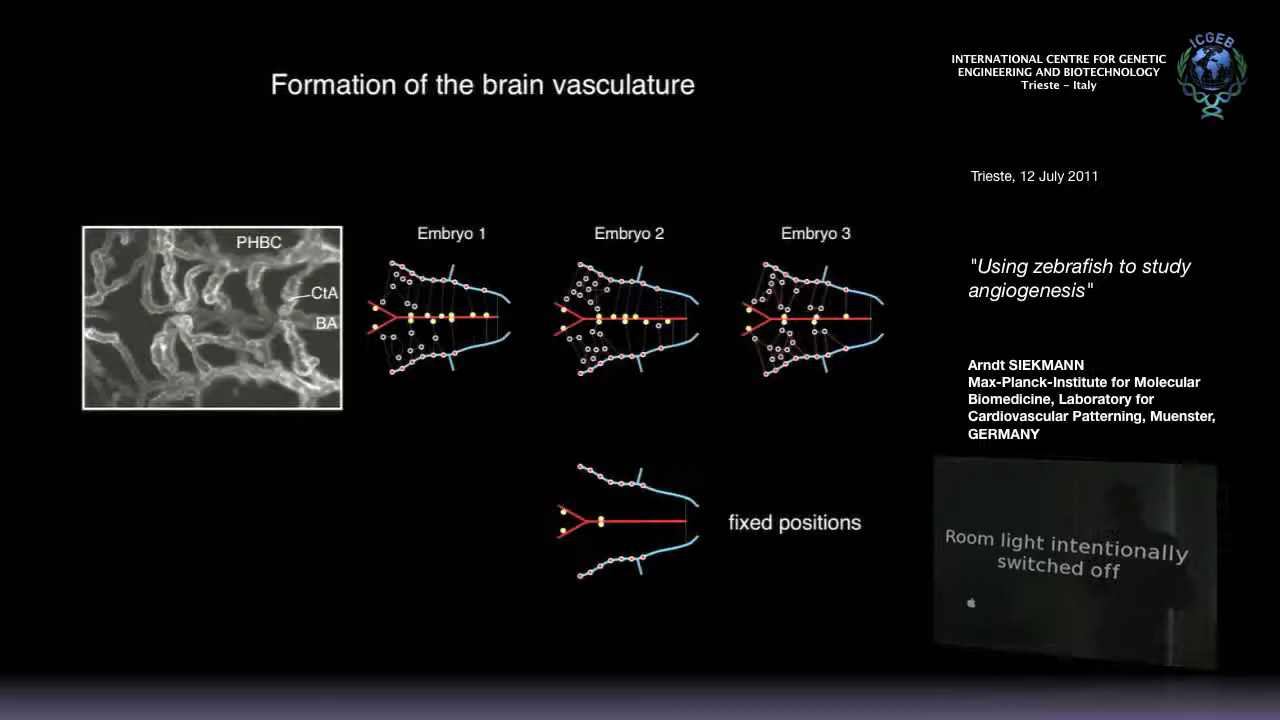 Formation of the brain vasculature
ICGEB
INTERNATIONAL CENTRE FOR GENETIC
ENGINEERING AND BIOTECHNOLOGY
Trieste - Italy
Trieste, 12 July 2011
PHBC
CtA
BA
Embryo 1
Embryo 2
Embryo 3
"Using zebrafish to study
angiogenesis"
Arndt SIEKMANN
Max-Planck-Institute for Molecular
Biomedicine, Laboratory for
Cardiovascular Patterning, Muenster,
GERMANY
fixed positions
Room light intentionally
switched off